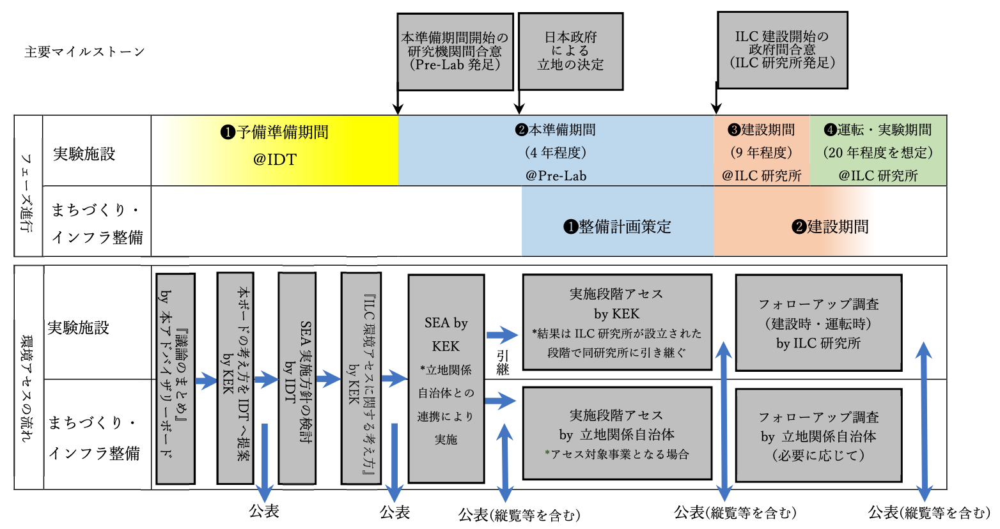 主要マイルストーン
本準備期間開始の
研究機関間合意
（Pre-Lab 発足）
日本政府
による
立地の決定
ILC 建設開始の
政府間合意
（ILC 研究所発足）
フェーズ進行
実験施設
❶予備準備期間
@IDT
❷本準備期間
（4 年程度）
@Pre-Lab
❸建設期間
（9 年程度）
@ILC 研究所
❹運転・実験期間
（20 年程度を想定）
@ILC 研究所
まちづくり・
インフラ整備
❶整備計画策定
❷建設期間
環境アセスの流れ
実験施設
まちづくり・
インフラ整備
『議論のまとめ』
by 本アドバイザリーボード
本ボードの考え方を IDT へ提案
by KEK
SEA 実施方針の検討
by IDT
『ILC 環境アセスに関する考え方』
by KEK
SEA by
KEK
*立地関係
自治体との
連携により
実施
引継
実施段階アセス
by KEK
*結果は ILC 研究所が設立された
段階で同研究所に引き継ぐ
実施段階アセス
by 立地関係自治体
*アセス対象事業となる場合
フォローアップ調査
（建設時・運転時）
by ILC 研究所
フォローアップ調査
by 立地関係自治体
（必要に応じて）
公表
公表
公表(縦覧等を含む)
公表(縦覧等を含む)
公表(縦覧等を含む)